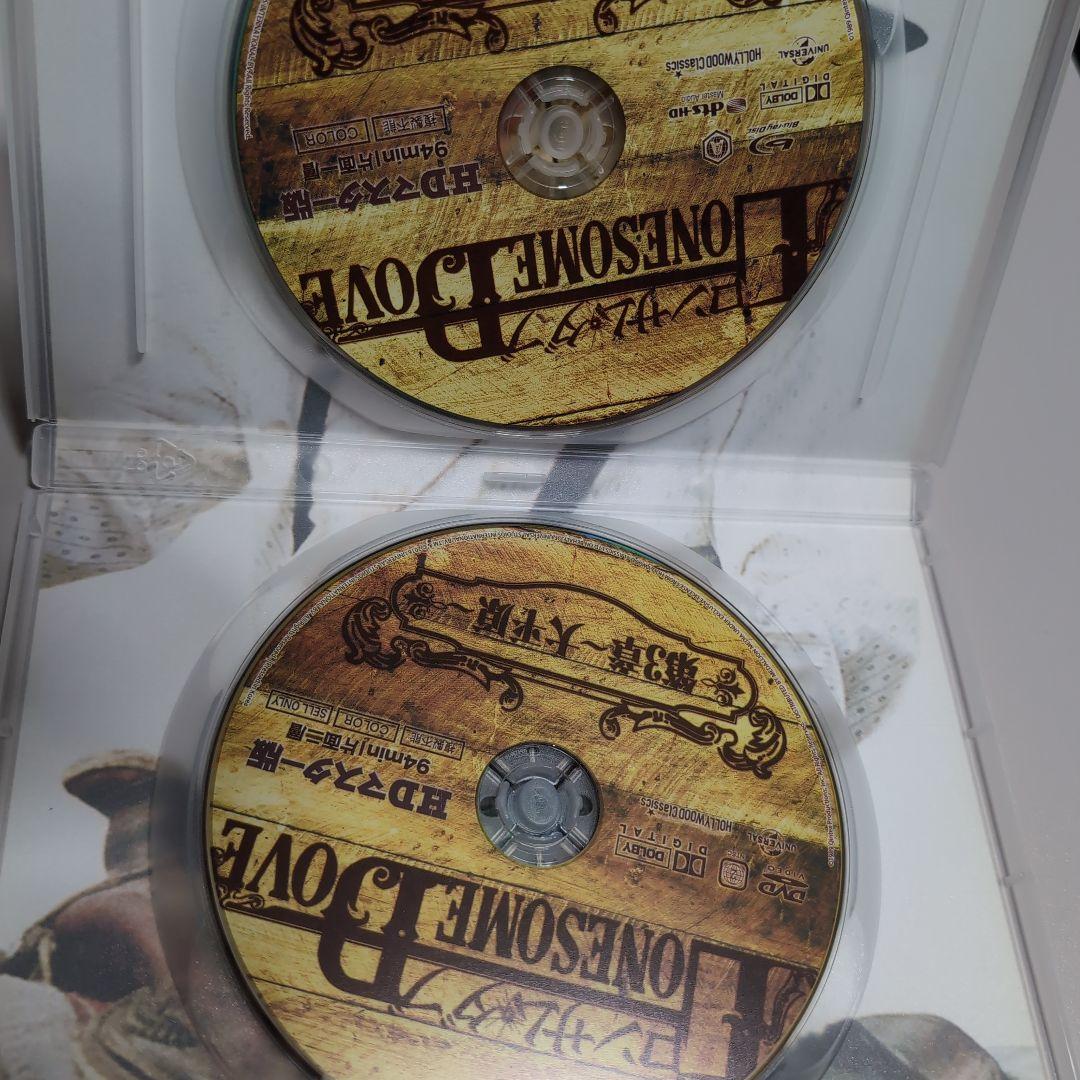 LONESOME DOVE
ロンサム・ダブ
HDマスター版
94min|片面一層
複製不能
COLOR
Blu-ray Disc
dts-HD
Master Audio
DOLBY
DIGITAL
HOLLYWOOD Classics
UNIVERSAL
LONESOME DOVE
ロンサム・ダブ
HDマスター版
94min|片面二層
複製不能
COLOR
SELL ONLY
DVD
VIDEO
2
NTSC
DOLBY
DIGITAL
UNIVERSAL
HOLLYWOOD Classics
第3章～大平原～